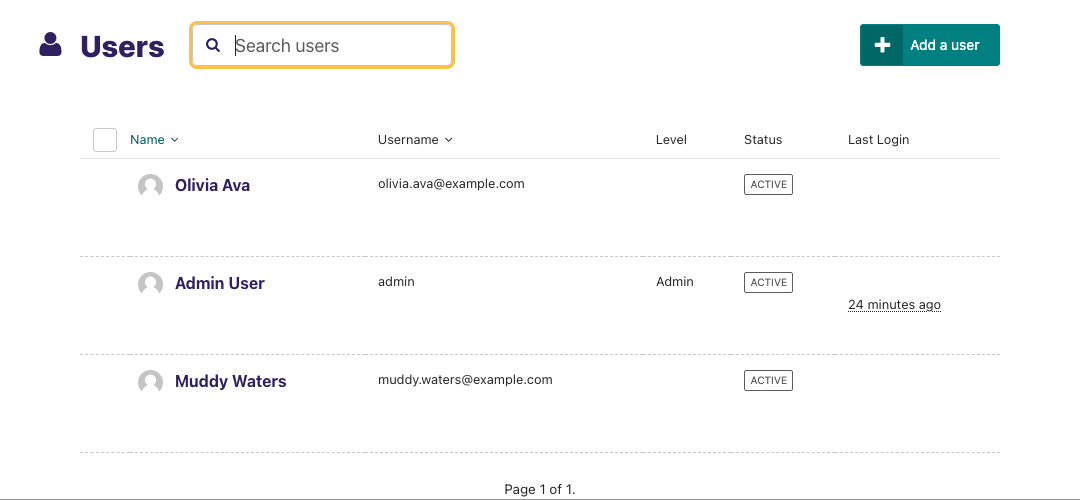 Users Search users Add a user
Name Username Level Status Last Login
Olivia Ava olivia.ava@example.com ACTIVE
Admin User admin Admin ACTIVE
24 minutes ago
Muddy Waters muddy.waters@example.com ACTIVE
Page 1 of 1.